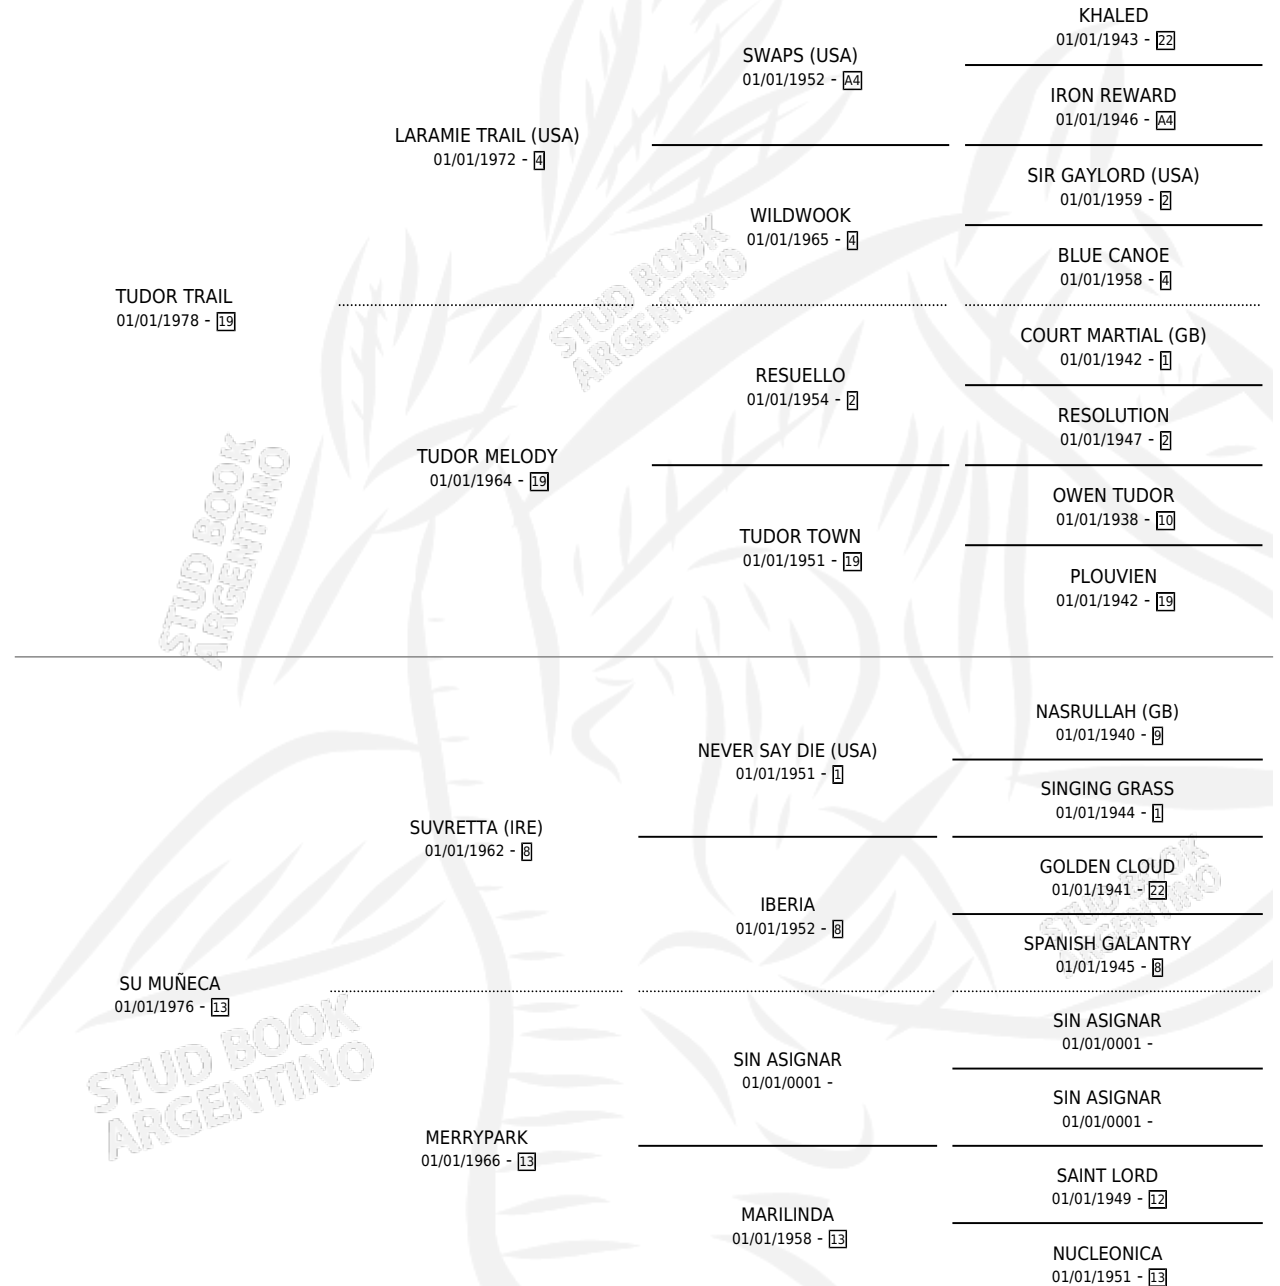 KHALED
01/01/1943 - 22
SWAPS (USA)
01/01/1952 - A4
IRON REWARD
01/01/1946 - A4
LARAMIE TRAIL (USA)
01/01/1972 - 4
SIR GAYLORD (USA)
01/01/1959 - 2
WILDWOOK
01/01/1965 - 4
BLUE CANOE
01/01/1958 - 4
TUDOR TRAIL
01/01/1978 - 19
STUD BOOK
ARGENTINO
COURT MARTIAL (GB)
01/01/1942 - 1
RESUELLO
01/01/1954 - 2
RESOLUTION
01/01/1947 - 2
TUDOR MELODY
01/01/1964 - 19
OWEN TUDOR
01/01/1938 - 10
TUDOR TOWN
01/01/1951 - 19
PLOUVIEN
01/01/1942 - 19
STUD BOOK
ARGENTINO
NASRULLAH (GB)
01/01/1940 - 9
NEVER SAY DIE (USA)
01/01/1951 - 1
SINGING GRASS
01/01/1944 - 1
SUVRETTA (IRE)
01/01/1962 - 8
GOLDEN CLOUD
01/01/1941 - 22
IBERIA
01/01/1952 - 8
STUD BOOK
ARGENTINO
SPANISH GALANTRY
01/01/1945 - 8
SU MUÑECA
01/01/1976 - 13
SIN ASIGNAR
01/01/0001 -
SIN ASIGNAR
01/01/0001 -
STUD BOOK
ARGENTINO
SIN ASIGNAR
01/01/0001 -
MERRYPARK
01/01/1966 - 13
SAINT LORD
01/01/1949 - 12
MARILINDA
01/01/1958 - 13
NUCLEONICA
01/01/1951 - 13